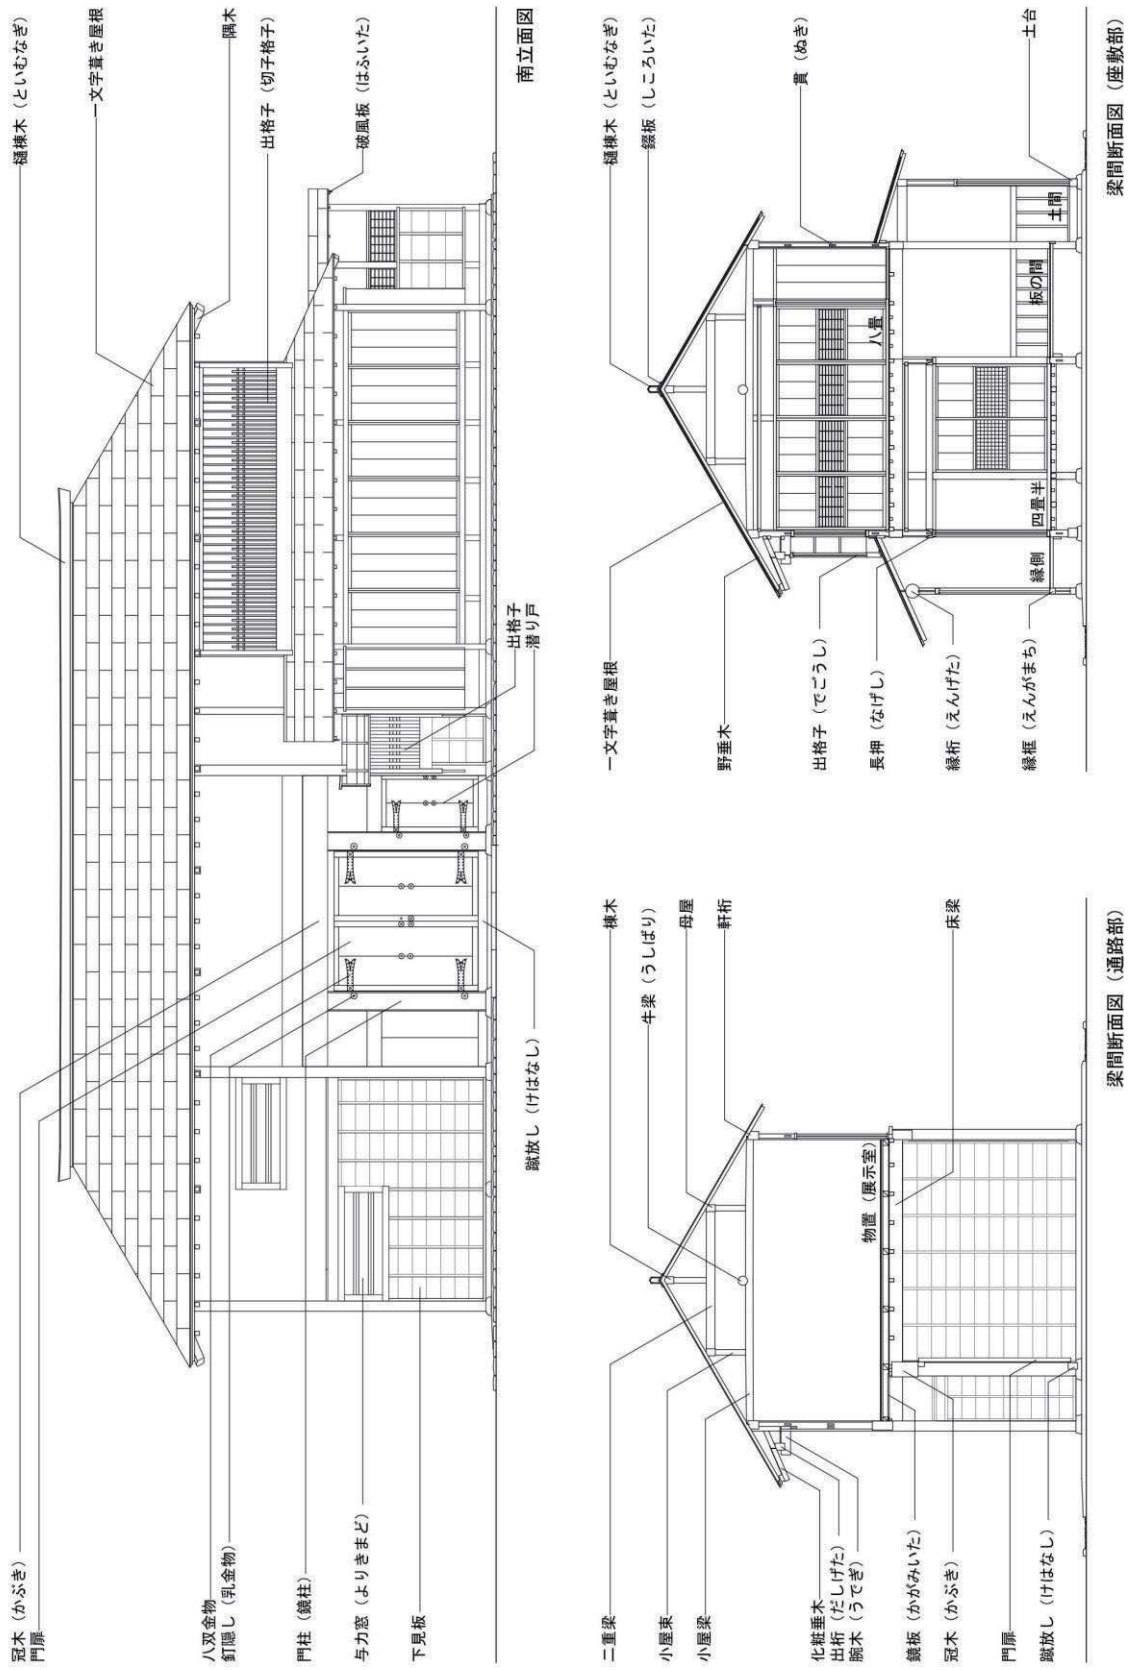 冠木（かぶき）
門扉
八双金物
釘隠し（乳金物）
門柱（鏡柱）
与力窓（よりきまど）
下見板
蹴放し（けはなし）
出格子
潜り戸
樋棟木（といむなぎ）
一文字葺き屋根
隅木
出格子（切子格子）
破風板（はふいた）
南立面図
二重梁
小屋束
小屋梁
化粧垂木
出桁（だしげた）
腕木（うでぎ）
鏡板（かがみいた）
冠木（かぶき）
門扉
蹴放し（けはなし）
物置（展示室）
棟木
牛梁（うしばり）
母屋
軒桁
床梁
梁間断面図（通路部）
一文字葺き屋根
野垂木
出格子（でごうし）
長押（なげし）
縁桁（えんげた）
縁框（えんがまち）
八畳
縁側
四畳半
板の間
土間
樋棟木（といむなぎ）
錣板（しころいた）
貫（ぬき）
土台
梁間断面図（座敷部）